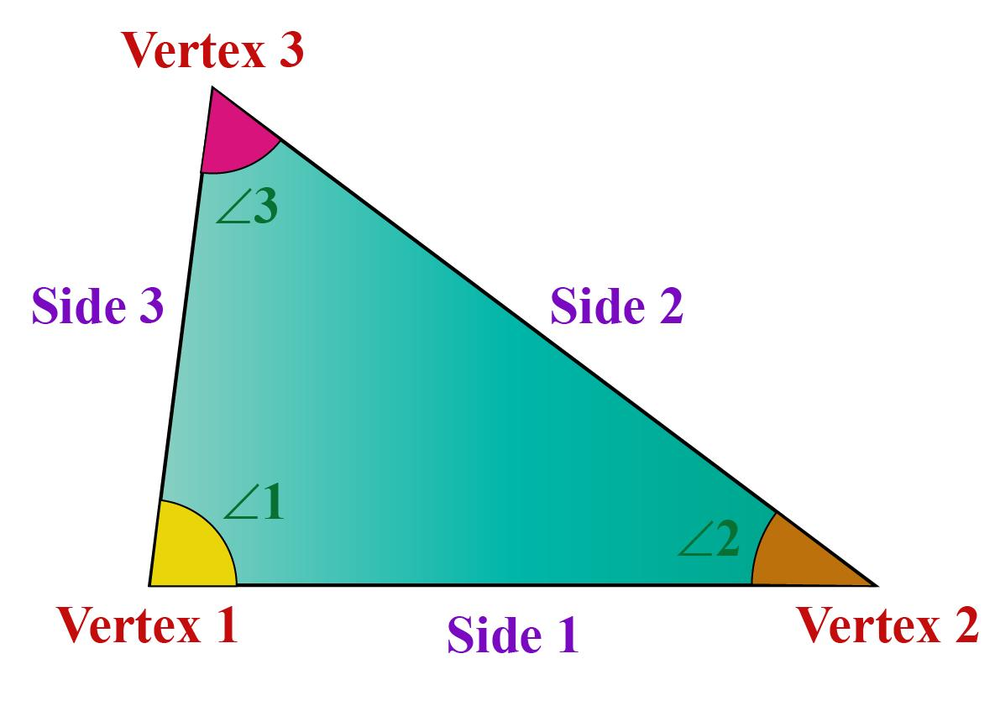 Vertex 3
∠3
Side 3
Side 2
∠1
∠2
Vertex 1
Side 1
Vertex 2